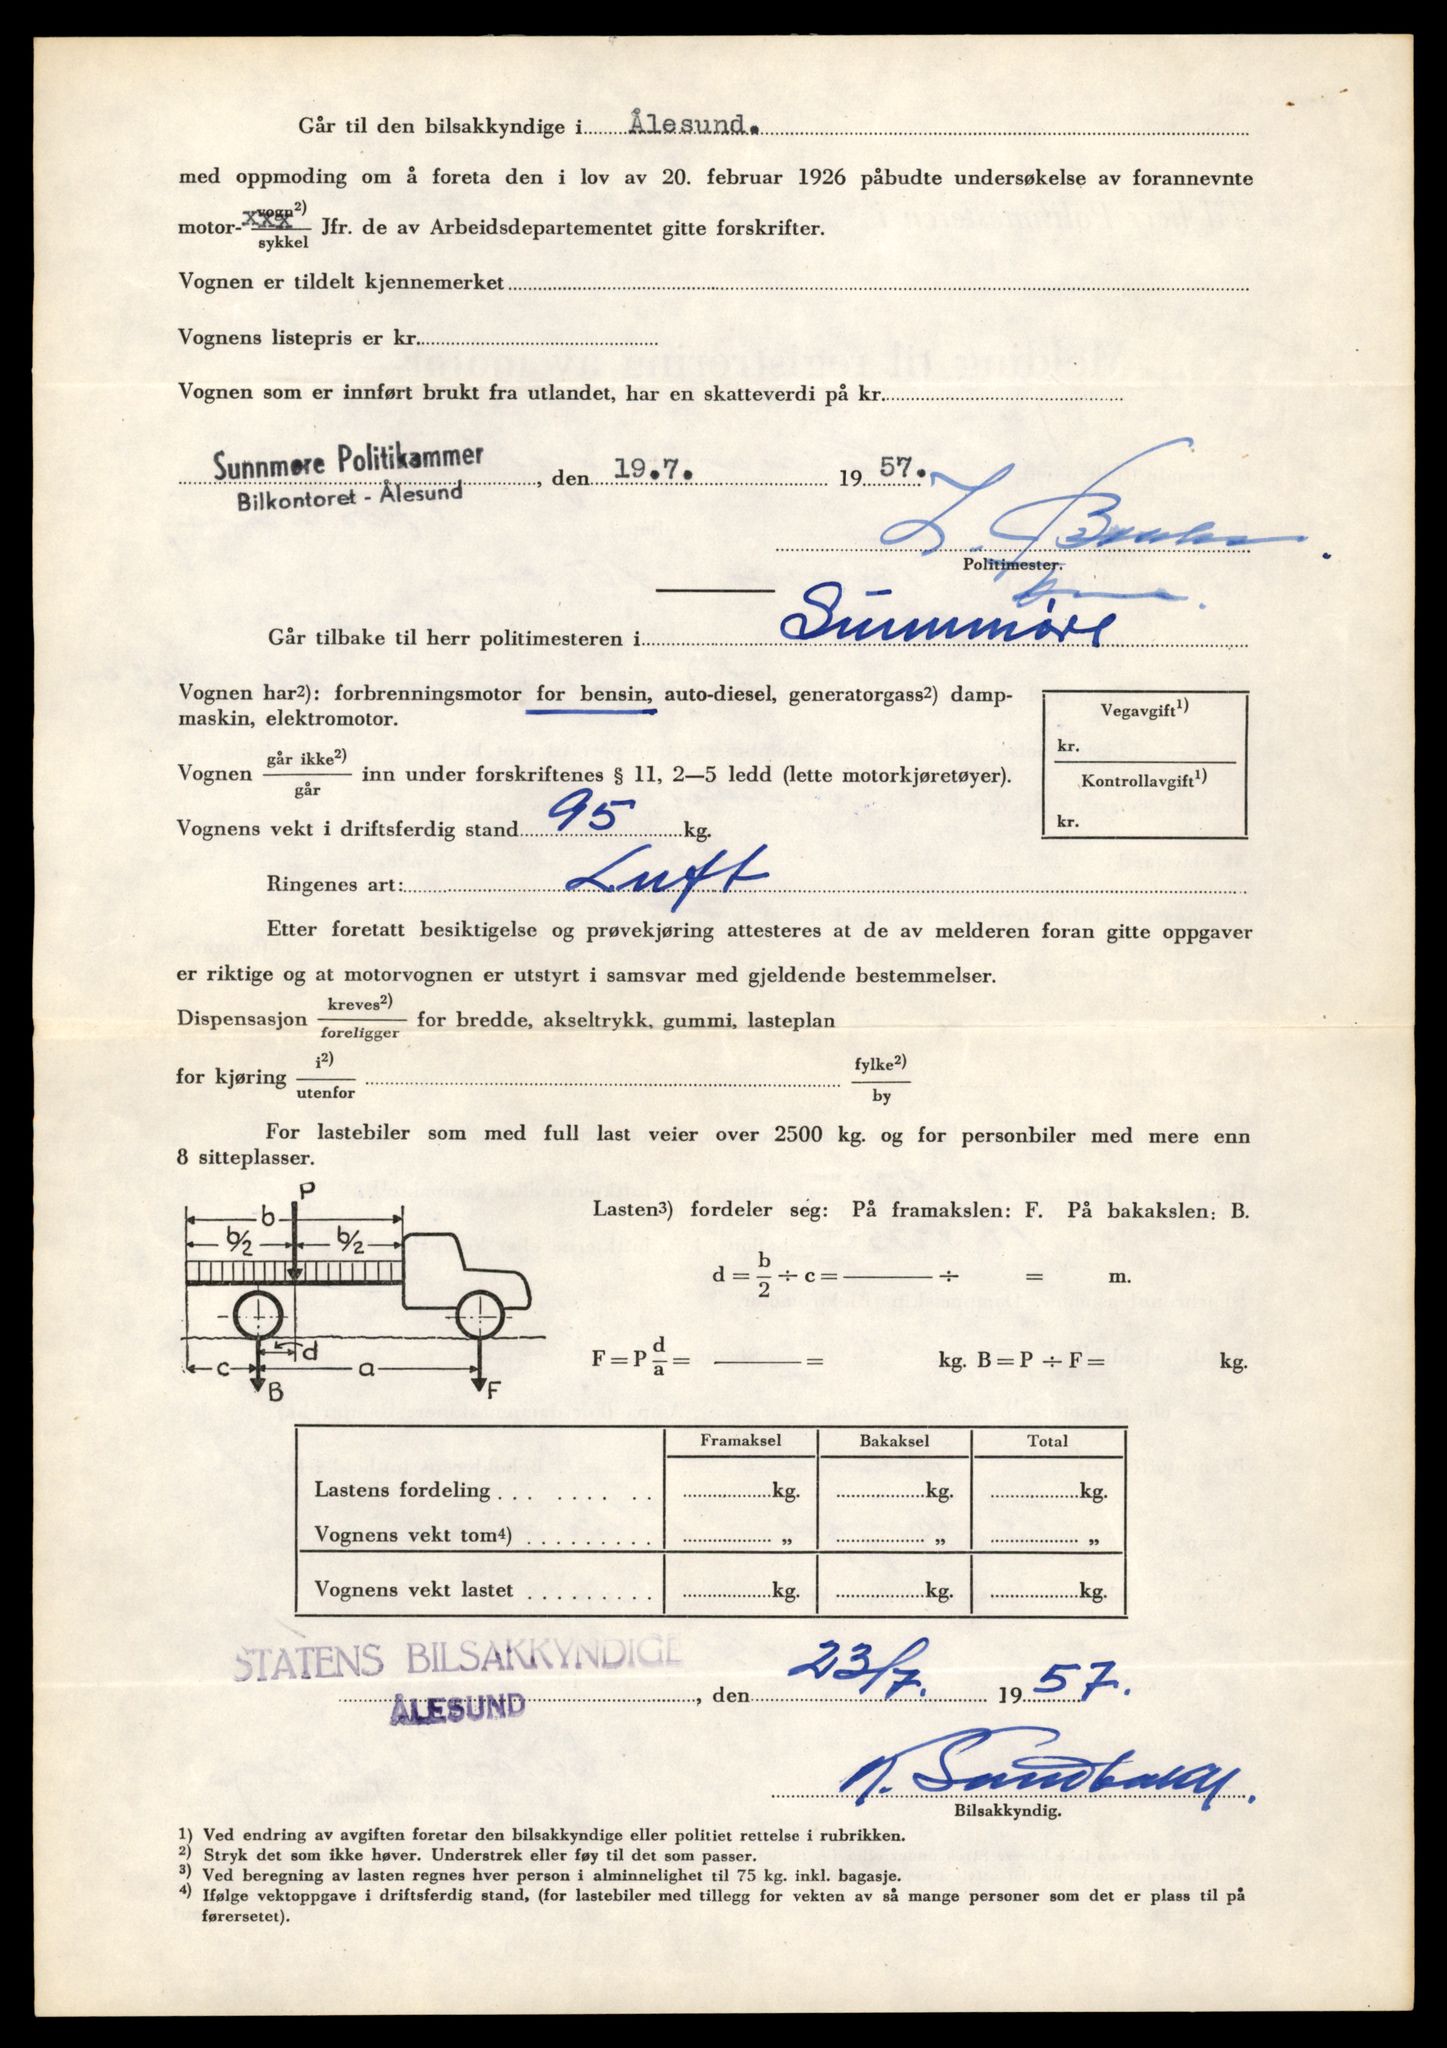 Går til den bilsakkyndige i Ålesund.
med oppmoding om å foreta den i lov av 20. februar 1926 påbudte undersøkelse av forannevnte
motor- vogn²) xxx / sykkel Jfr. de av Arbeidsdepartementet gitte forskrifter.
Vognen er tildelt kjennemerket
Vognens listepris er kr.
Vognen som er innført brukt fra utlandet, har en skatteverdi på kr.
Sunnmøre Politikammer
Bilkontoret - Ålesund
, den 19.7. 19 57.
Politimester.
Går tilbake til herr politimesteren i Sunnmøre
Vognen har²): forbrenningsmotor for bensin, auto-diesel, generatorgass²) damp-
maskin, elektromotor.
Vegavgift¹)
kr.
Kontrollavgift¹)
kr.
Vognen går ikke²) / går inn under forskriftenes § 11, 2—5 ledd (lette motorkjøretøyer).
Vognens vekt i driftsferdig stand 95 kg.
Ringenes art: Luft
Etter foretatt besiktigelse og prøvekjøring attesteres at de av melderen foran gitte oppgaver
er riktige og at motorvognen er utstyrt i samsvar med gjeldende bestemmelser.
Dispensasjon kreves²) / foreligger for bredde, akseltrykk, gummi, lasteplan
for kjøring i²) / utenfor fylke²) / by
For lastebiler som med full last veier over 2500 kg. og for personbiler med mere enn
8 sitteplasser.
P
b
b/2 b/2
c d a
B F
Lasten³) fordeler seg: På framakslen: F. På bakakslen: B.
d = b/2 ÷ c = ——— ÷ = m.
F = P d/a = ——— = kg. B = P ÷ F = kg.
Framaksel Bakaksel Total
Lastens fordeling . . . kg. kg. kg.
Vognens vekt tom⁴) . . . „ „ „
Vognens vekt lastet . . . kg. kg. kg.
STATENS BILSAKKYNDIGE
ÅLESUND
, den 23/7. 19 57.
K. Sandbakk.
Bilsakkyndig.
1) Ved endring av avgiften foretar den bilsakkyndige eller politiet rettelse i rubrikken.
2) Stryk det som ikke høver. Understrek eller føy til det som passer.
3) Ved beregning av lasten regnes hver person i alminnelighet til 75 kg. inkl. bagasje.
4) Ifølge vektoppgave i driftsferdig stand, (for lastebiler med tillegg for vekten av så mange personer som det er plass til på
førersetet).